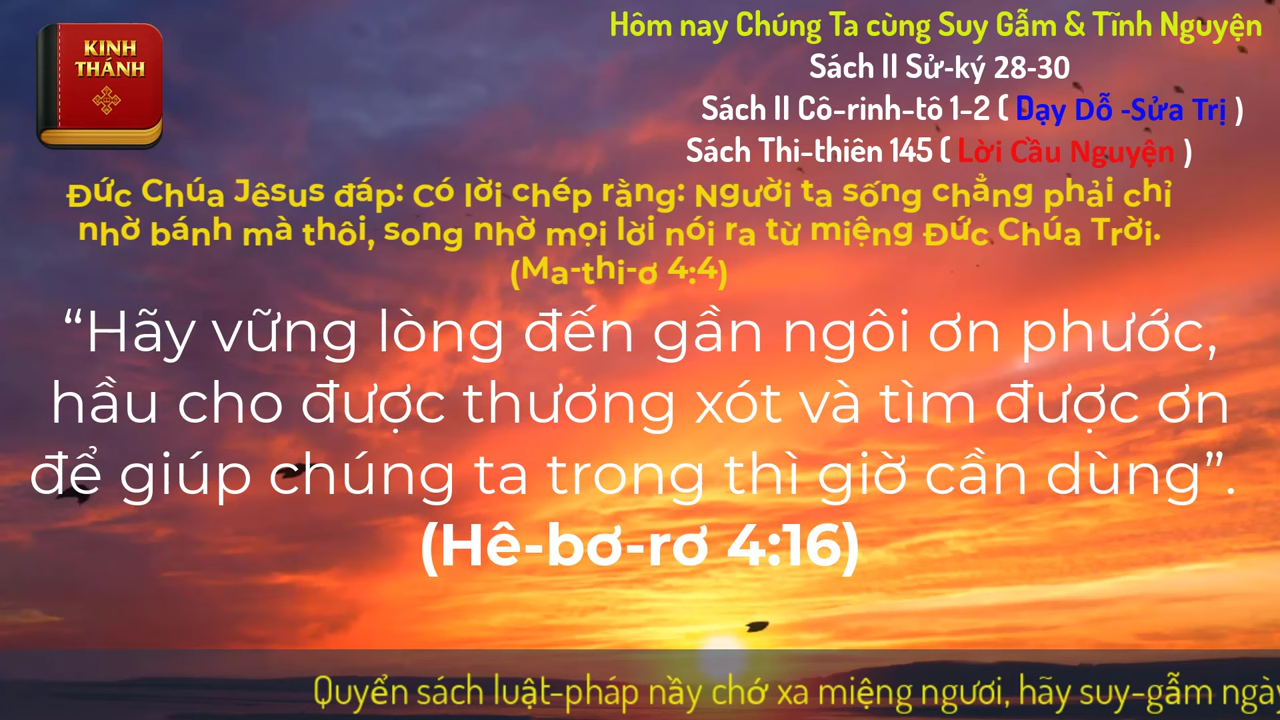 KINH
THÁNH
Hôm nay Chúng Ta cùng Suy Gẫm & Tĩnh Nguyện
Sách II Sử-ký 28-30
Sách II Cô-rinh-tô 1-2 ( Dạy Dỗ -Sửa Trị )
Sách Thi-thiên 145 ( Lời Cầu Nguyện )
Đức Chúa Jêsus đáp: Có lời chép rằng: Người ta sống chẳng phải chỉ
nhờ bánh mà thôi, song nhờ mọi lời nói ra từ miệng Đức Chúa Trời.
(Ma-thi-ơ 4:4)
“Hãy vững lòng đến gần ngôi ơn phước,
hầu cho được thương xót và tìm được ơn
để giúp chúng ta trong thì giờ cần dùng”.
(Hê-bơ-rơ 4:16)
Quyển sách luật-pháp nầy chớ xa miệng ngươi, hãy suy-gẫm ngày